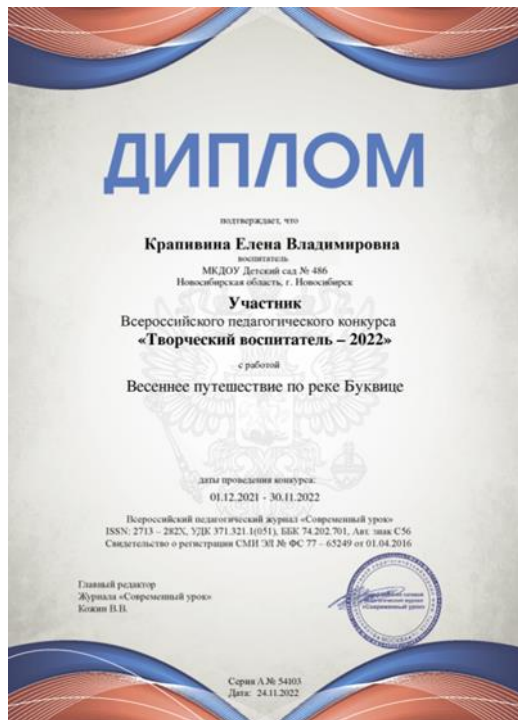 ДИПЛОМ
подтверждает, что
Крапивина Елена Владимировна
воспитатель
МКДОУ Детский сад № 486
Новосибирская область, г. Новосибирск
Участник
Всероссийского педагогического конкурса
«Творческий воспитатель – 2022»
с работой
Весеннее путешествие по реке Буквице
даты проведения конкурса:
01.12.2021 - 30.11.2022
Всероссийский педагогический журнал «Современный урок»
ISSN: 2713 – 282X, УДК 371.321.1(051), ББК 74.202.701, Авт. знак С56
Свидетельство о регистрации СМИ ЭЛ № ФС 77 – 65249 от 01.04.2016
Главный редактор
Журнала «Современный урок»
Кожин В.В.
«Современный урок»
МОСКВА
Серия А № 54103
Дата: 24.11.2022